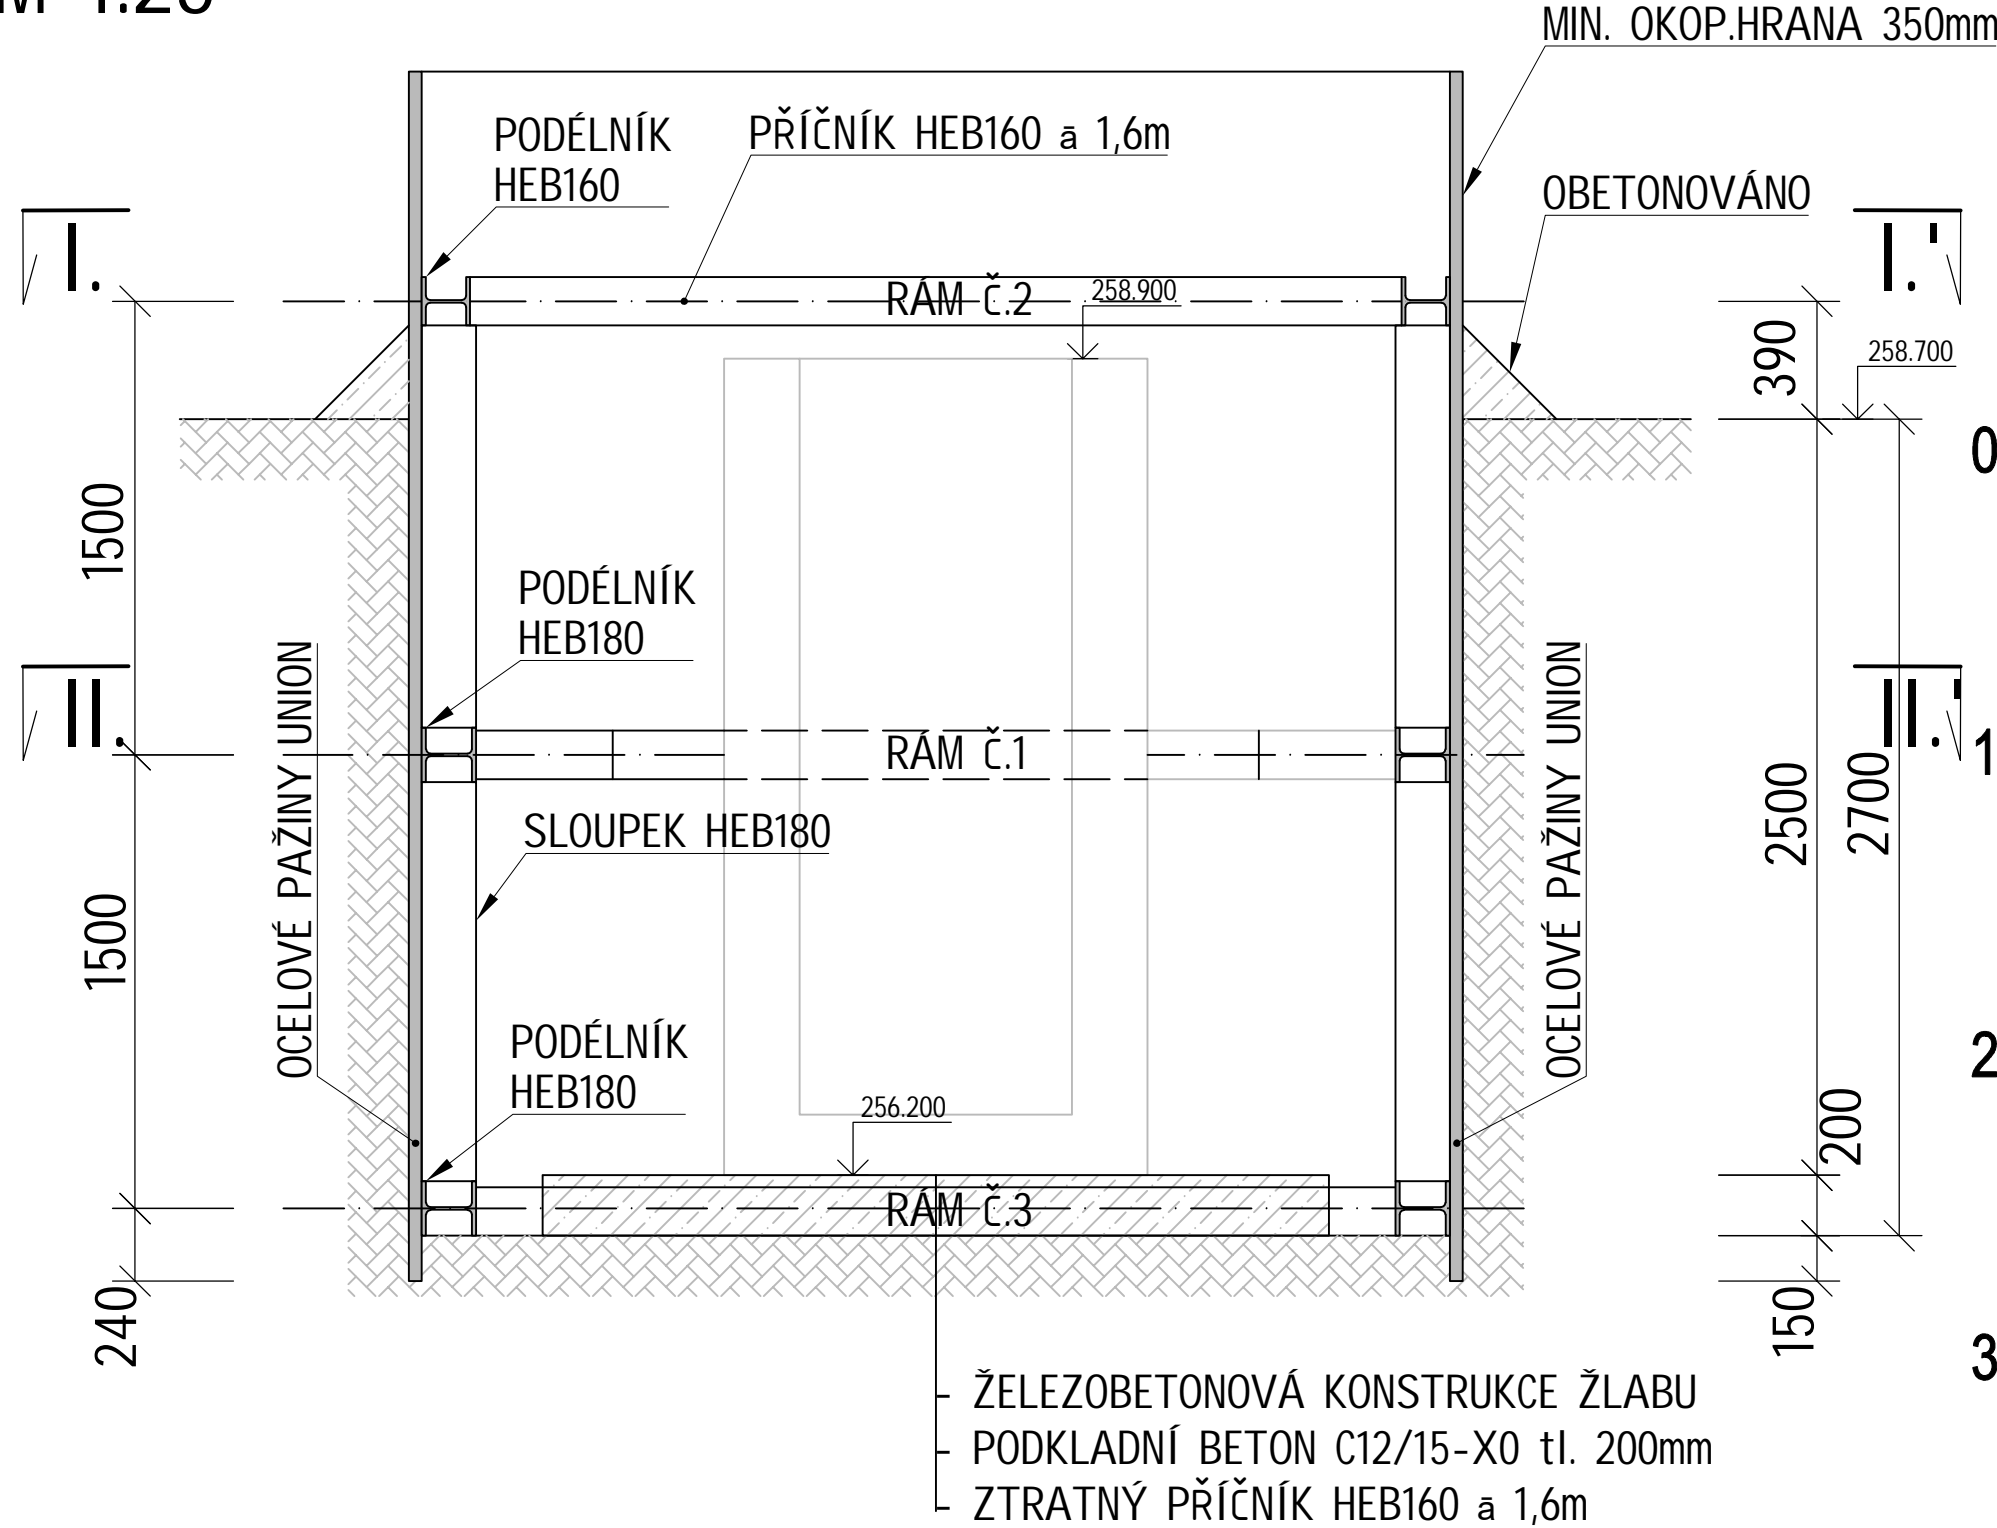 MIN. OKOP.HRANA 350mm
PODÉLNÍK
HEB160
PŘÍČNÍK HEB160 ā 1,6m
OBETONOVÁNO
I.
I.'
RÁM Č.2
258.900
390
258.700
0
1500
PODÉLNÍK
HEB180
OCELOVÉ PAŽINY UNION
OCELOVÉ PAŽINY UNION
II.
II.'
RÁM Č.1
1
2500
2700
SLOUPEK HEB180
1500
PODÉLNÍK
HEB180
256.200
2
200
RÁM Č.3
240
150
3
- ŽELEZOBETONOVÁ KONSTRUKCE ŽLABU
- PODKLADNÍ BETON C12/15-X0 tl. 200mm
- ZTRATNÝ PŘÍČNÍK HEB160 ā 1,6m